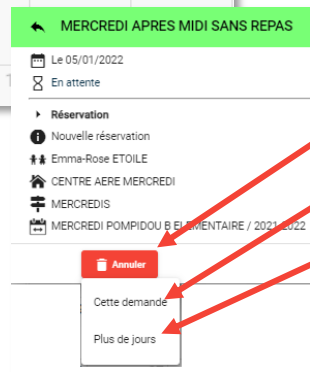 MERCREDI APRES MIDI SANS REPAS
Le 05/01/2022
En attente
Réservation
Nouvelle réservation
Emma-Rose ETOILE
CENTRE AERE MERCREDI
MERCREDIS
MERCREDI POMPIDOU B ELEMENTAIRE / 2021-2022
Annuler
Cette demande
Plus de jours